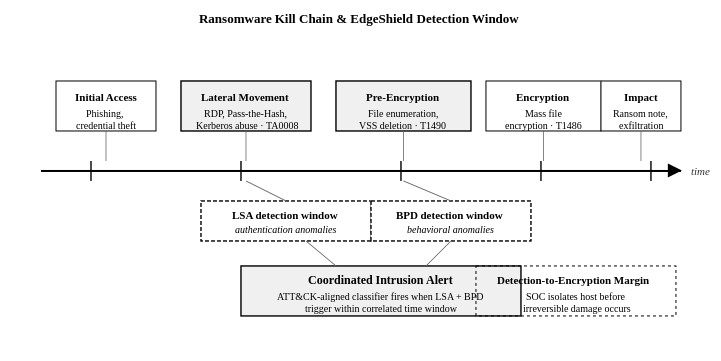 Ransomware Kill Chain & EdgeShield Detection Window
Initial Access
Phishing,
credential theft
Lateral Movement
RDP, Pass-the-Hash,
Kerberos abuse · TA0008
Pre-Encryption
File enumeration,
VSS deletion · T1490
Encryption
Mass file
encryption · T1486
Impact
Ransom note,
exfiltration
time
LSA detection window
authentication anomalies
BPD detection window
behavioral anomalies
Coordinated Intrusion Alert
ATT&CK-aligned classifier fires when LSA + BPD
trigger within correlated time window
Detection-to-Encryption Margin
SOC isolates host before
irreversible damage occurs